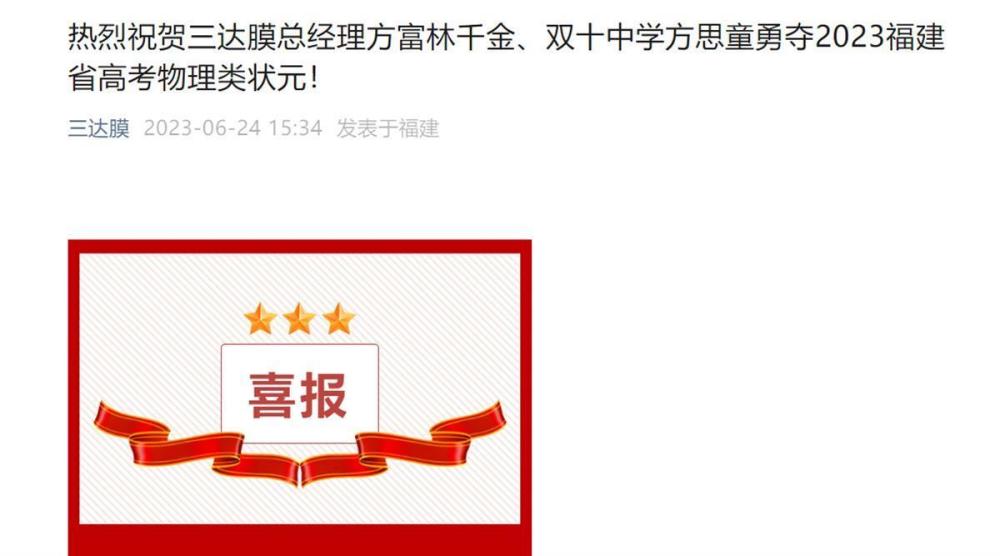 热烈祝贺三达膜总经理方富林千金、双十中学方思童勇夺2023福建
省高考物理类状元！
三达膜 2023-06-24 15:34 发表于福建
喜报